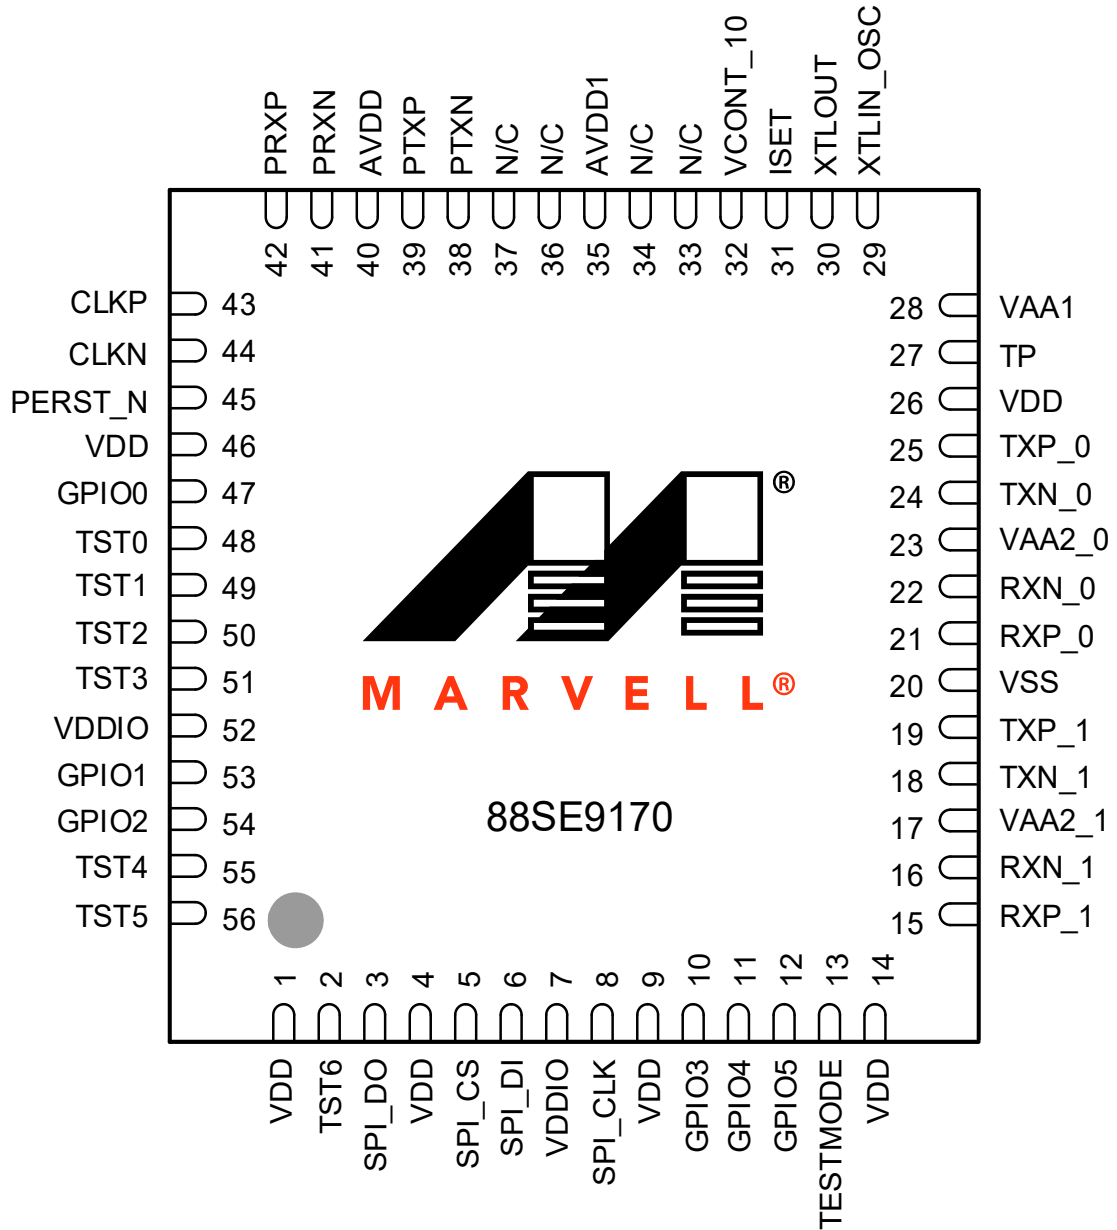 PRXP
PRXN
AVDD
PTXP
PTXN
N/C
N/C
AVDD1
N/C
N/C
VCONT_10
ISET
XTLOUT
XTLIN_OSC
42
41
40
39
38
37
36
35
34
33
32
31
30
29
CLKP 43
CLKN 44
PERST_N 45
VDD 46
GPIO0 47
TST0 48
TST1 49
TST2 50
TST3 51
VDDIO 52
GPIO1 53
GPIO2 54
TST4 55
TST5 56
28 VAA1
27 TP
26 VDD
25 TXP_0
24 TXN_0
23 VAA2_0
22 RXN_0
21 RXP_0
20 VSS
19 TXP_1
18 TXN_1
17 VAA2_1
16 RXN_1
15 RXP_1
®
MARVELL®
88SE9170
1
2
3
4
5
6
7
8
9
10
11
12
13
14
VDD
TST6
SPI_DO
VDD
SPI_CS
SPI_DI
VDDIO
SPI_CLK
VDD
GPIO3
GPIO4
GPIO5
TESTMODE
VDD